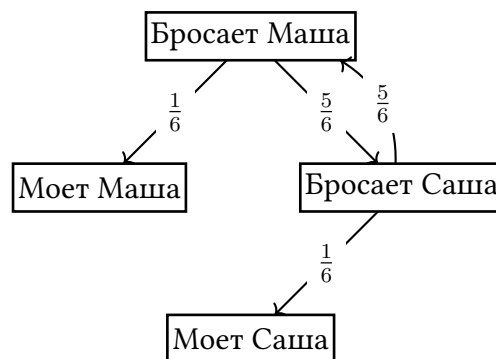 Бросает Маша
1/6
5/6
5/6
Моет Маша
Бросает Саша
1/6
Моет Саша